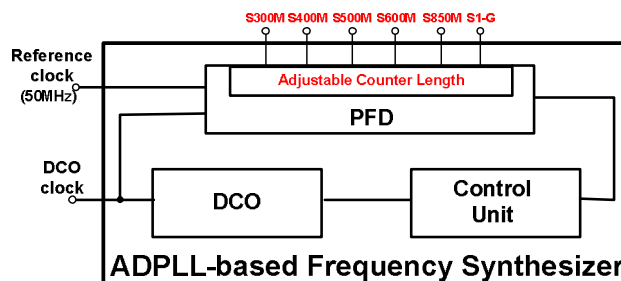 S300M S400M S500M S600M S850M S1-G
Reference
clock
(50MHz)
Adjustable Counter Length
PFD
DCO
clock
DCO
Control
Unit
ADPLL-based Frequency Synthesizer